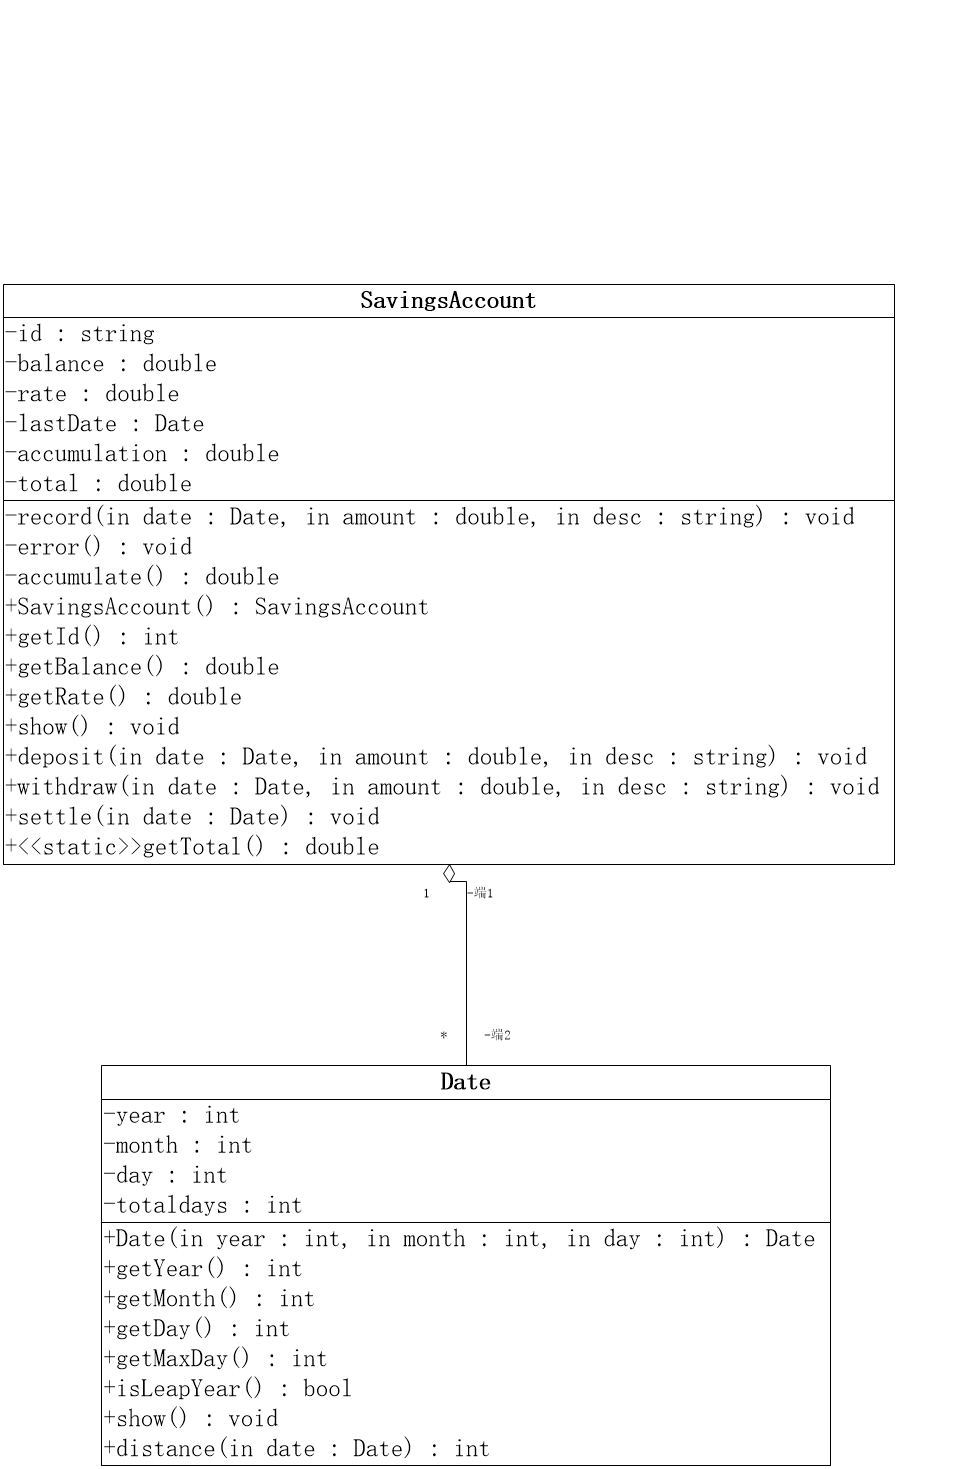 SavingsAccount
-id : string
-balance : double
-rate : double
-lastDate : Date
-accumulation : double
-total : double
-record(in date : Date, in amount : double, in desc : string) : void
-error() : void
-accumulate() : double
+SavingsAccount() : SavingsAccount
+getId() : int
+getBalance() : double
+getRate() : double
+show() : void
+deposit(in date : Date, in amount : double, in desc : string) : void
+withdraw(in date : Date, in amount : double, in desc : string) : void
+settle(in date : Date) : void
+<<static>>getTotal() : double
1 -端1
* -端2
Date
-year : int
-month : int
-day : int
-totaldays : int
+Date(in year : int, in month : int, in day : int) : Date
+getYear() : int
+getMonth() : int
+getDay() : int
+getMaxDay() : int
+isLeapYear() : bool
+show() : void
+distance(in date : Date) : int